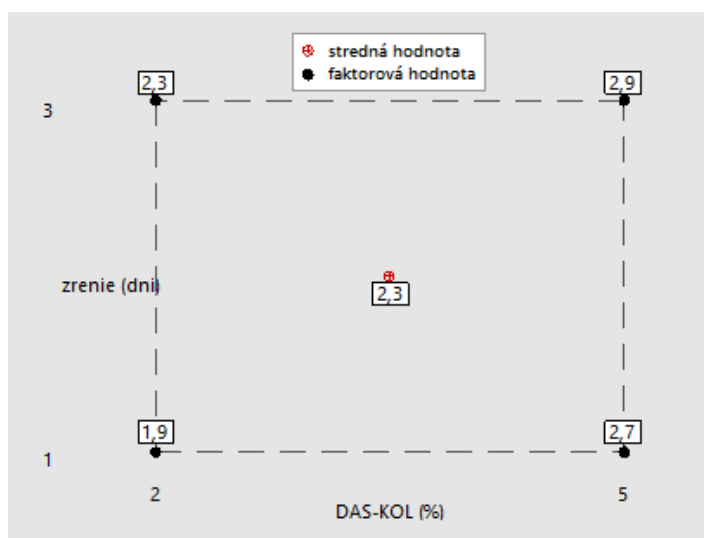 stredná hodnota
faktorová hodnota
2,3
2,9
3
zrenie (dni)
2,3
1,9
2,7
1
2
5
DAS-KOL (%)